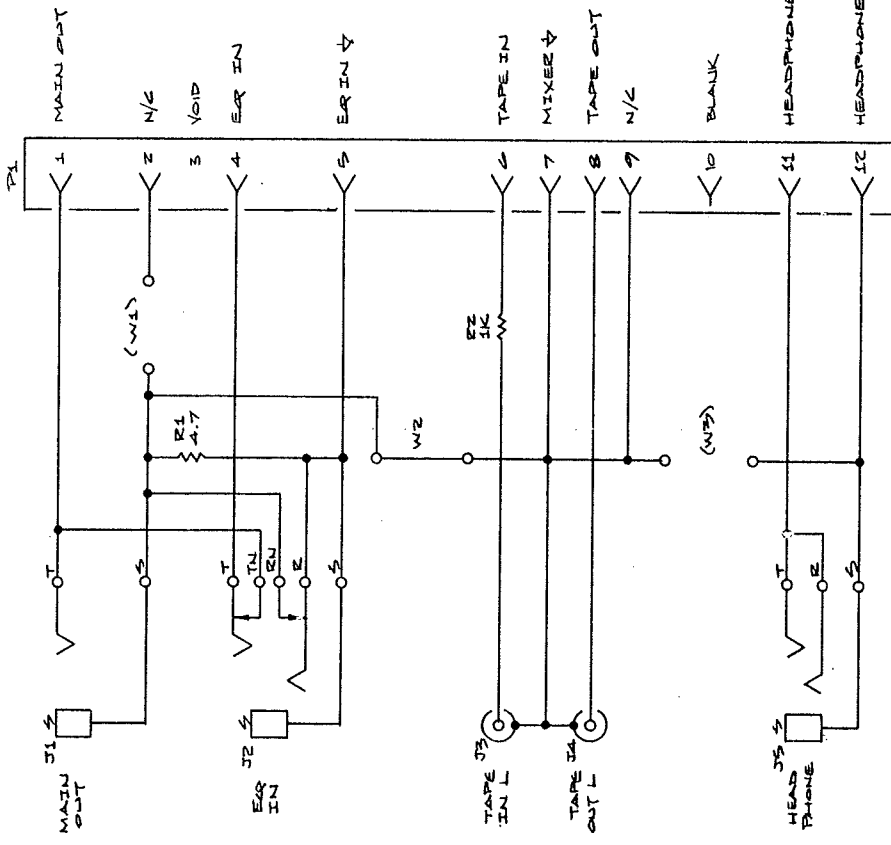 P1
1 MAIN OUT
2 N/C
3 VOID
4 EQ IN
5 EQ IN
6 TAPE IN
7 MIXER
8 TAPE OUT
9 N/C
10 BLANK
11 HEADPHONE
12 HEADPHONE
(W1)
R1
4.7
W2
R2
1K
(W3)
T
S
T
TN
RN
R
S
T
R
S
J1 S
MAIN
OUT
J2 S
EQ
IN
J3
TAPE
IN L
J4
TAPE
OUT L
J5 S
HEAD
PHONE